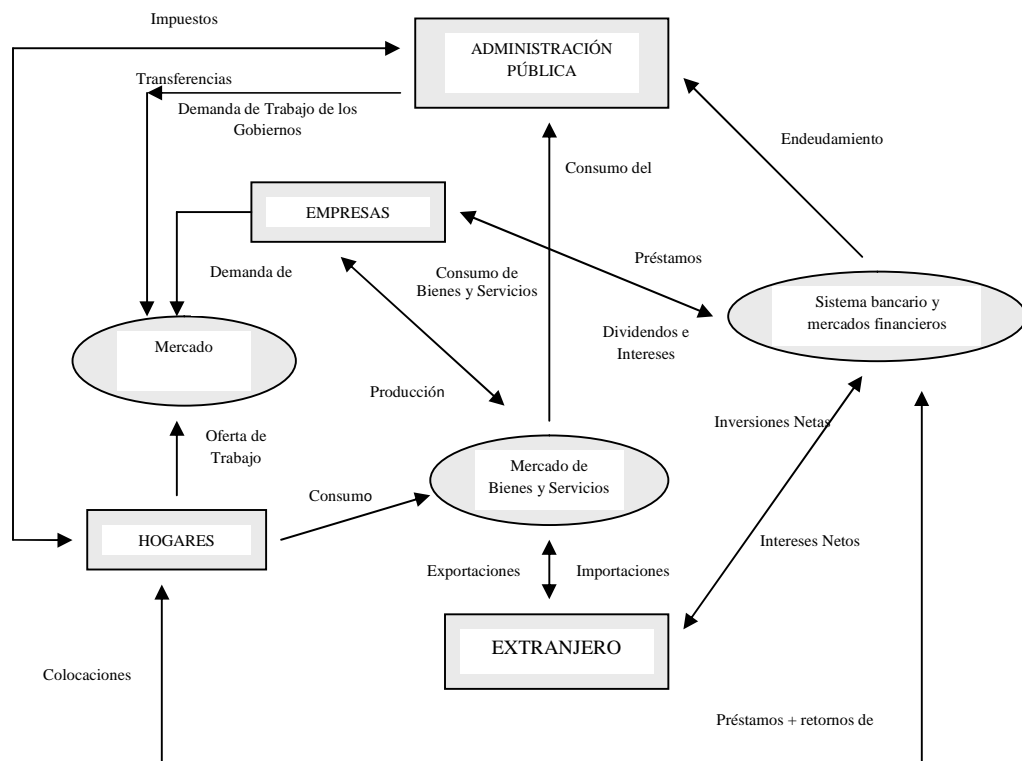 Impuestos
ADMINISTRACIÓN
PÚBLICA
Transferencias
Demanda de Trabajo de los
Gobiernos
Endeudamiento
Consumo del
EMPRESAS
Demanda de
Consumo de
Bienes y Servicios
Préstamos
Sistema bancario y
mercados financieros
Mercado
Dividendos e
Intereses
Producción
Inversiones Netas
Oferta de
Trabajo
Mercado de
Bienes y Servicios
Consumo
HOGARES
Intereses Netos
Exportaciones
Importaciones
EXTRANJERO
Colocaciones
Préstamos + retornos de